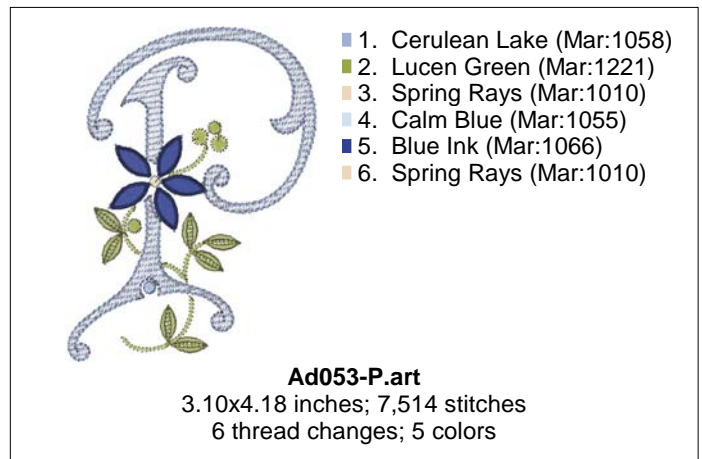 1. Cerulean Lake (Mar:1058)
2. Lucen Green (Mar:1221)
3. Spring Rays (Mar:1010)
4. Calm Blue (Mar:1055)
5. Blue Ink (Mar:1066)
6. Spring Rays (Mar:1010)
Ad053-P.art
3.10x4.18 inches; 7,514 stitches
6 thread changes; 5 colors